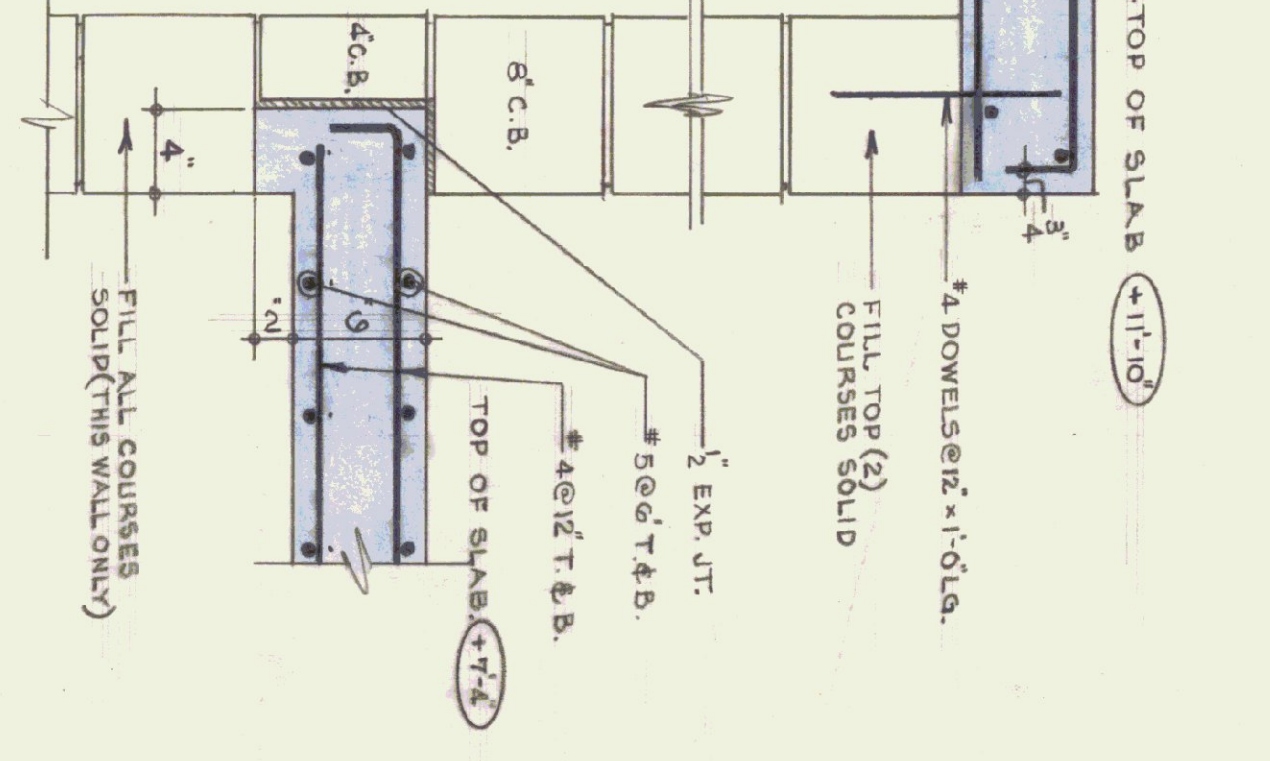 TOP OF SLAB +11'-10"
3"
4
#4 DOWELS@12" x 1'-0" LG.
FILL TOP (2)
COURSES SOLID
8" C.B.
4" C.B.
1/2" EXP. JT.
#5@6" T.&B.
#4@12" T.&B.
TOP OF SLAB. +7'-4"
6"
2"
4"
FILL ALL COURSES
SOLID (THIS WALL ONLY)